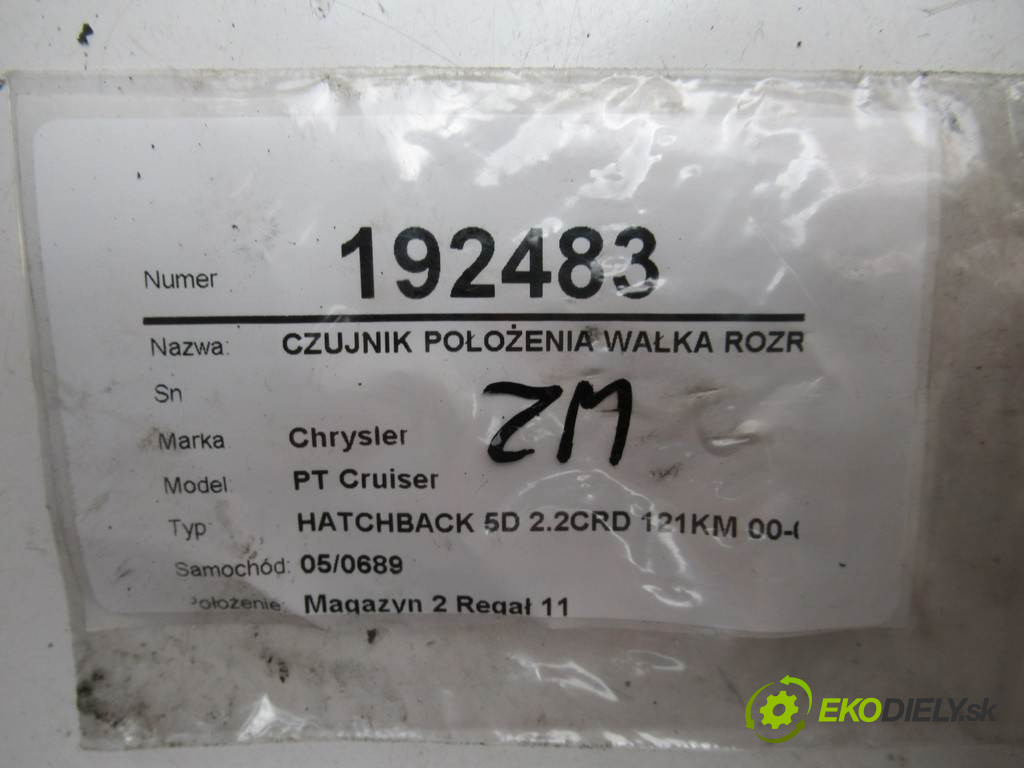 Numer 192483
Nazwa: CZUJNIK POŁOŻENIA WAŁKA ROZR
Sn
ZM
Marka Chrysler
Model: PT Cruiser
Typ HATCHBACK 5D 2.2CRD 121KM 00-
Samochód: 05/0689
Położenie: Magazyn 2 Regał 11
EKODIELY.sk